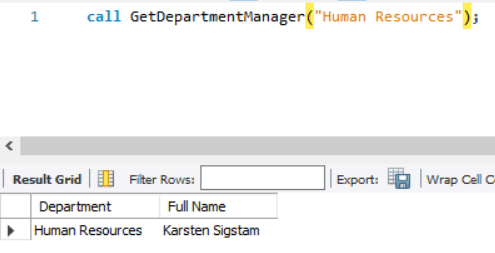 1 call GetDepartmentManager("Human Resources");
Result Grid Filter Rows: Export: Wrap Cell C
Department Full Name
Human Resources Karsten Sigstam